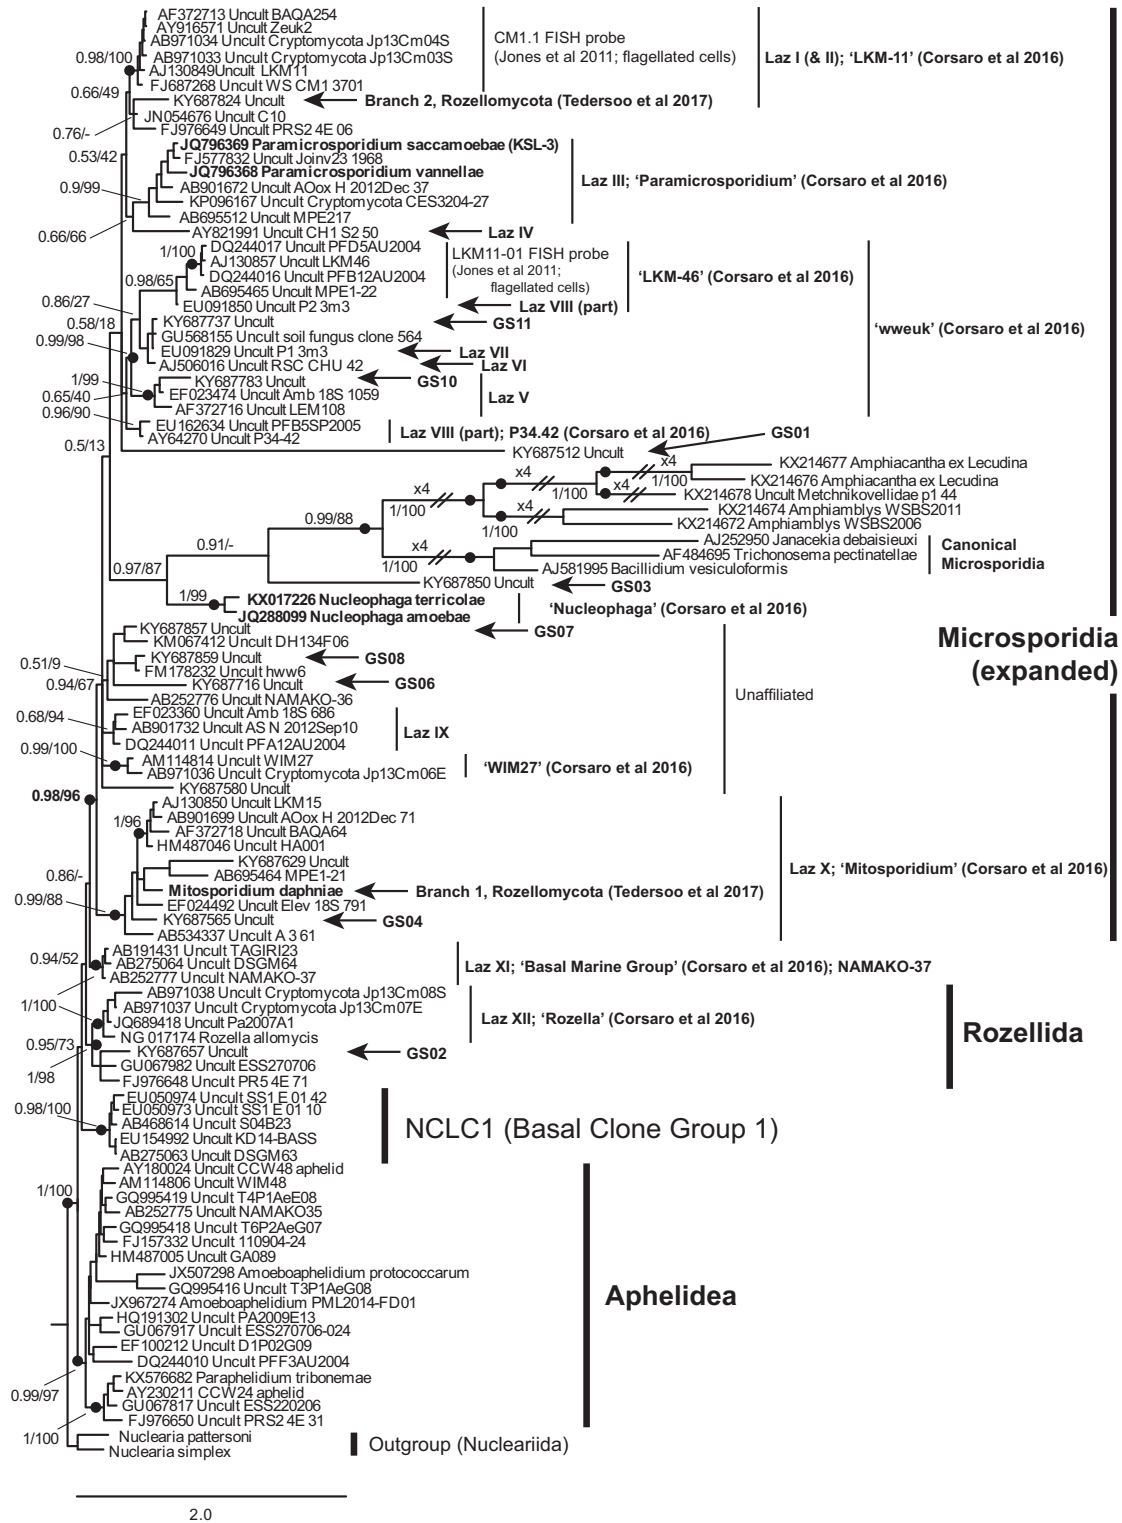 AF372713 Uncult BAQA254
AY916571 Uncult Zeuk2
AB971034 Uncult Cryptomycota Jp13Cm04S
AB971033 Uncult Cryptomycota Jp13Cm03S
AJ130849Uncult LKM11
FJ687268 Uncult WS CM1 3701
KY687824 Uncult
JN054676 Uncult C10
FJ976649 Uncult PRS2 4E 06
0.98/100
0.66/49
0.76/-
CM1.1 FISH probe
(Jones et al 2011; flagellated cells)
Laz I (& II); ‘LKM-11’ (Corsaro et al 2016)
Branch 2, Rozellomycota (Tedersoo et al 2017)
0.53/42
JQ796369 Paramicrosporidium saccamoebae (KSL-3)
FJ577832 Uncult Joinv23 1968
JQ796368 Paramicrosporidium vannellae
AB901672 Uncult AOox H 2012Dec 37
KP096167 Uncult Cryptomycota CES3204-27
AB695512 Uncult MPE217
AY821991 Uncult CH1 S2 50
0.9/99
0.66/66
Laz III; ‘Paramicrosporidium’ (Corsaro et al 2016)
Laz IV
1/100
DQ244017 Uncult PFD5AU2004
AJ130857 Uncult LKM46
DQ244016 Uncult PFB12AU2004
AB695465 Uncult MPE1-22
EU091850 Uncult P2 3m3
KY687737 Uncult
GU568155 Uncult soil fungus clone 564
EU091829 Uncult P1 3m3
AJ506016 Uncult RSC CHU 42
KY687783 Uncult
EF023474 Uncult Amb 18S 1059
AF372716 Uncult LEM108
EU162634 Uncult PFB5SP2005
AY64270 Uncult P34-42
KY687512 Uncult
0.98/65
0.86/27
0.58/18
0.99/98
1/99
0.65/40
0.96/90
0.5/13
LKM11-01 FISH probe
(Jones et al 2011;
flagellated cells)
‘LKM-46’ (Corsaro et al 2016)
Laz VIII (part)
GS11
‘wweuk’ (Corsaro et al 2016)
Laz VII
Laz VI
GS10
Laz V
Laz VIII (part); P34.42 (Corsaro et al 2016)
GS01
KX214677 Amphiacantha ex Lecudina
KX214676 Amphiacantha ex Lecudina
KX214678 Uncult Metchnikovellidae p1 44
KX214674 Amphiamblys WSBS2011
KX214672 Amphiamblys WSBS2006
AJ252950 Janacekia debaisieuxi
AF484695 Trichonosema pectinatellae
AJ581995 Bacillidium vesiculoformis
KY687850 Uncult
x4
x4
x4
x4
x4
x4
1/100
1/100
1/100
1/100
1/100
0.99/88
0.91/-
0.97/87
Canonical
Microsporidia
GS03
1/99
KX017226 Nucleophaga terricolae
JQ288099 Nucleophaga amoebae
‘Nucleophaga’ (Corsaro et al 2016)
Microsporidia
(expanded)
KY687857 Uncult
KM067412 Uncult DH134F06
KY687859 Uncult
FM178232 Uncult hww6
KY687716 Uncult
AB252776 Uncult NAMAKO-36
EF023360 Uncult Amb 18S 686
AB901732 Uncult AS N 2012Sep10
DQ244011 Uncult PFA12AU2004
AM114814 Uncult WIM27
AB971036 Uncult Cryptomycota Jp13Cm06E
KY687580 Uncult
GS07
GS08
GS06
Unaffiliated
0.51/9
0.94/67
0.68/94
Laz IX
0.99/100
‘WIM27’ (Corsaro et al 2016)
0.98/96
AJ130850 Uncult LKM15
AB901699 Uncult AOox H 2012Dec 71
AF372718 Uncult BAQA64
HM487046 Uncult HA001
KY687629 Uncult
AB695464 MPE1-21
Mitosporidium daphniae
EF024492 Uncult Elev 18S 791
KY687565 Uncult
AB534337 Uncult A 3 61
1/96
0.86/-
0.99/88
Laz X; ‘Mitosporidium’ (Corsaro et al 2016)
Branch 1, Rozellomycota (Tedersoo et al 2017)
GS04
AB191431 Uncult TAGIRI23
AB275064 Uncult DSGM64
AB252777 Uncult NAMAKO-37
0.94/52
Laz XI; ‘Basal Marine Group’ (Corsaro et al 2016); NAMAKO-37
AB971038 Uncult Cryptomycota Jp13Cm08S
AB971037 Uncult Cryptomycota Jp13Cm07E
JQ689418 Uncult Pa2007A1
NG 017174 Rozella allomycis
KY687657 Uncult
GU067982 Uncult ESS270706
FJ976648 Uncult PR5 4E 71
1/100
0.95/73
1/98
Laz XII; ‘Rozella’ (Corsaro et al 2016)
GS02
Rozellida
EU050974 Uncult SS1 E 01 42
EU050973 Uncult SS1 E 01 10
AB468614 Uncult S04B23
EU154992 Uncult KD14-BASS
AB275063 Uncult DSGM63
0.98/100
NCLC1 (Basal Clone Group 1)
1/100
AY180024 Uncult CCW48 aphelid
AM114806 Uncult WIM48
GQ995419 Uncult T4P1AeE08
AB252775 Uncult NAMAKO35
GQ995418 Uncult T6P2AeG07
FJ157332 Uncult 110904-24
HM487005 Uncult GA089
JX507298 Amoeboaphelidium protococcarum
GQ995416 Uncult T3P1AeG08
JX967274 Amoeboaphelidium PML2014-FD01
HQ191302 Uncult PA2009E13
GU067917 Uncult ESS270706-024
EF100212 Uncult D1P02G09
DQ244010 Uncult PFF3AU2004
KX576682 Paraphelidium tribonemae
AY230211 CCW24 aphelid
GU067817 Uncult ESS220206
FJ976650 Uncult PRS2 4E 31
Aphelidea
0.99/97
1/100
Nuclearia pattersoni
Nuclearia simplex
Outgroup (Nucleariida)
2.0